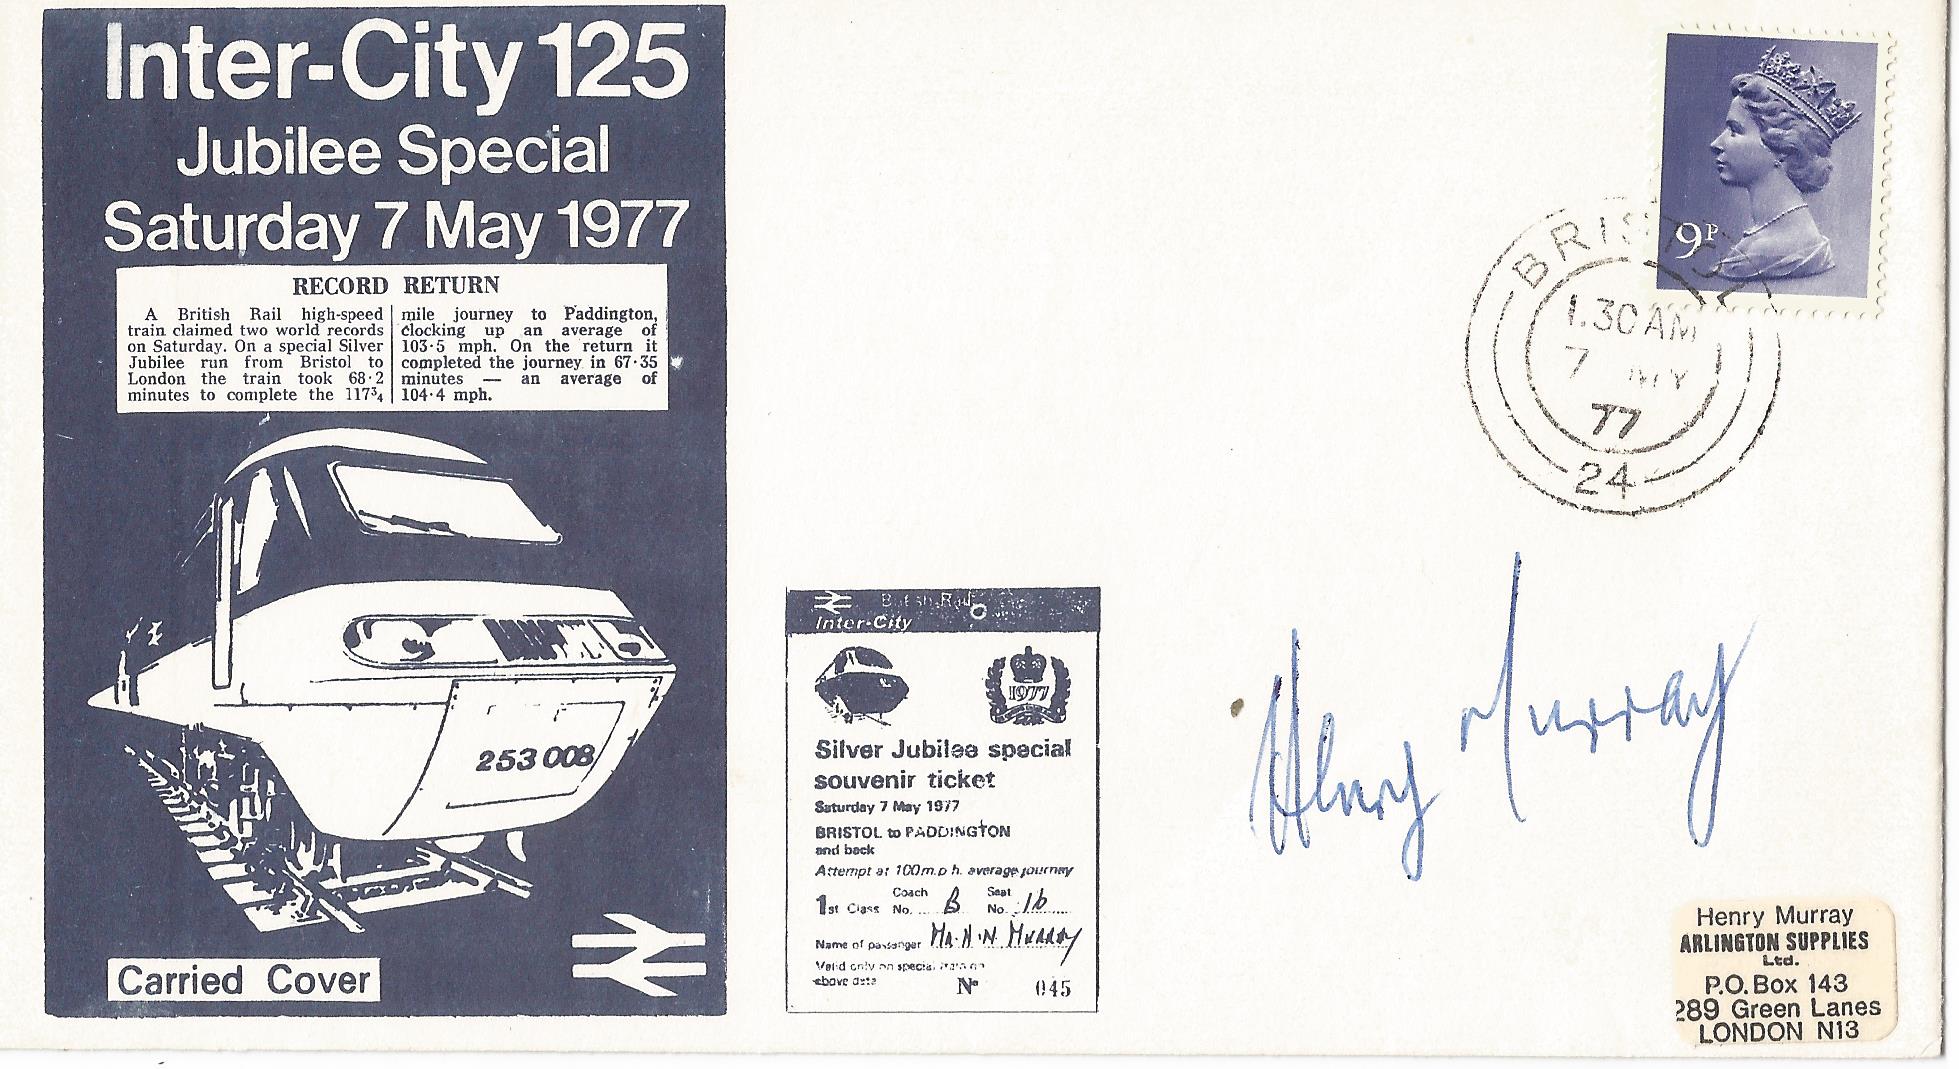 Inter-City 125
Jubilee Special
Saturday 7 May 1977
RECORD RETURN
A British Rail high-speed
train claimed two world records
on Saturday. On a special Silver
Jubilee run from Bristol to
London the train took 68·2
minutes to complete the 117¾
mile journey to Paddington,
clocking up an average of
103·5 mph. On the return it
completed the journey in 67·35
minutes — an average of
104·4 mph.
253 008
Carried Cover
British Rail
Inter-City
1977
Silver Jubilee special
souvenir ticket
Saturday 7 May 1977
BRISTOL to PADDINGTON
and back
Attempt at 100m.p.h. average journey
1st Class Coach No. B Seat No. 16
Name of passenger Mr. H. N. Murray
Valid only on special train on
above date
No 045
9P
BRISTOL
1.30 AM
7 MY
77
24
Henry Murray
Henry Murray
ARLINGTON SUPPLIES
Ltd.
P.O. Box 143
289 Green Lanes
LONDON N13